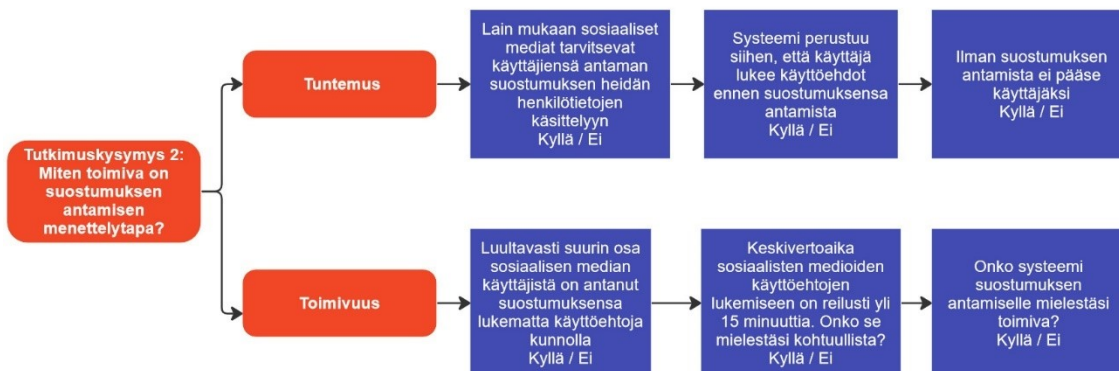 Tutkimuskysymys 2:
Miten toimiva on
suostumuksen
antamisen
menettelytapa?
Tuntemus
Lain mukaan sosiaaliset
mediat tarvitsevat
käyttäjiensä antaman
suostumuksen heidän
henkilötietojen
käsittelyyn
Kyllä / Ei
Systeemi perustuu
siihen, että käyttäjä
lukee käyttöehdot
ennen suostumuksensa
antamista
Kyllä / Ei
Ilman suostumuksen
antamista ei pääse
käyttäjäksi
Kyllä / Ei
Toimivuus
Luultavasti suurin osa
sosiaalisen median
käyttäjistä on antanut
suostumuksensa
lukematta käyttöehtoja
kunnolla
Kyllä / Ei
Keskivertoaika
sosiaalisten medioiden
käyttöehtojen
lukemiseen on reilusti yli
15 minuuttia. Onko se
mielestäsi kohtuullista?
Kyllä / Ei
Onko systeemi
suostumuksen
antamiselle mielestäsi
toimiva?
Kyllä / Ei